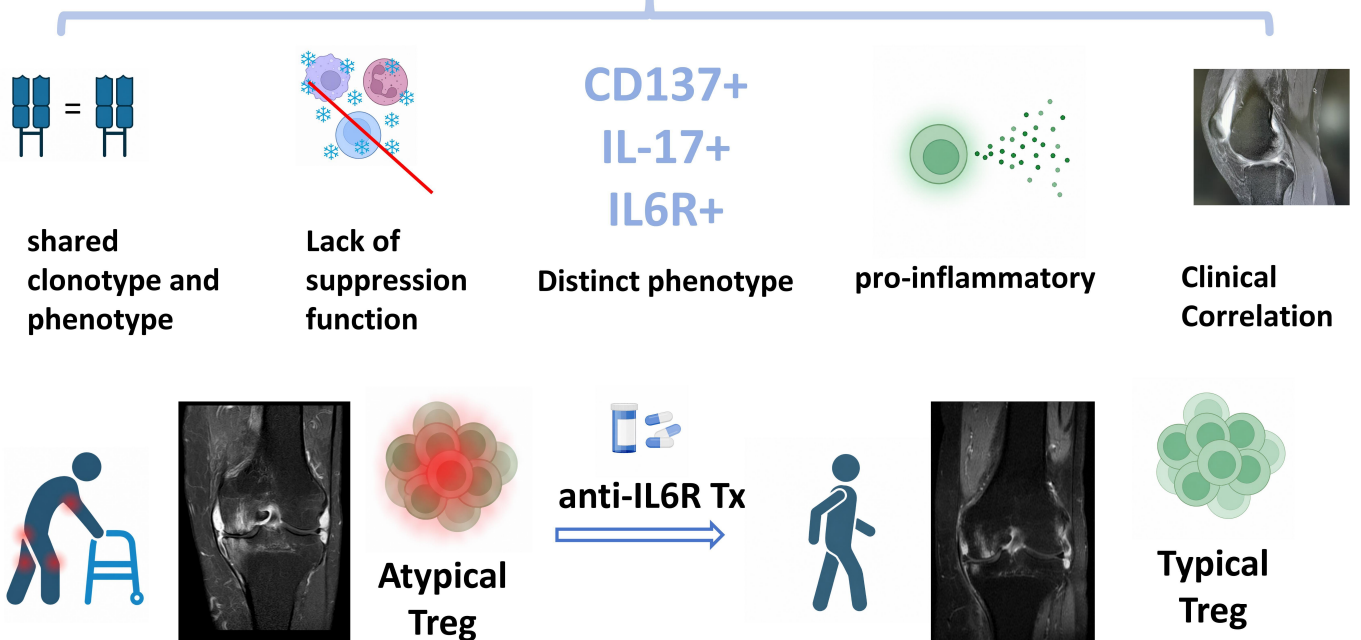 =
CD137+
IL-17+
IL6R+
shared
clonotype and
phenotype
Lack of
suppression
function
Distinct phenotype
pro-inflammatory
Clinical
Correlation
anti-IL6R Tx
Atypical
Treg
Typical
Treg